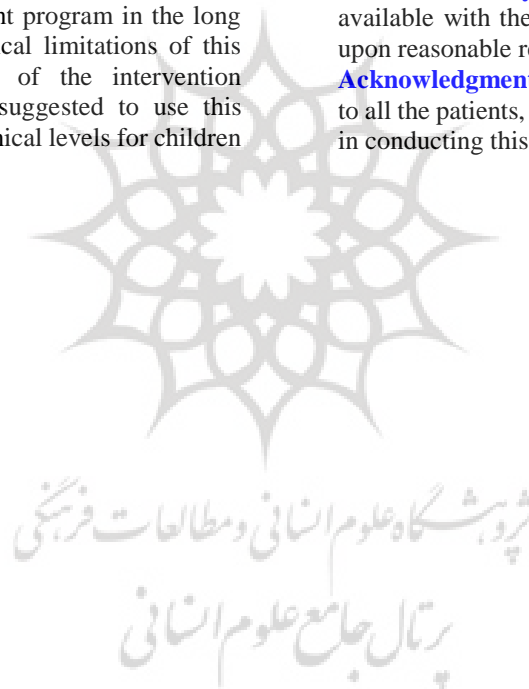 nt program in the long
ical limitations of this
of the intervention
suggested to use this
nical levels for children
available with the
upon reasonable r
Acknowledgment
to all the patients,
in conducting this
پژوهشگاه علوم انسانی و مطالعات فرهنگی
پرتال جامع علوم انسانی